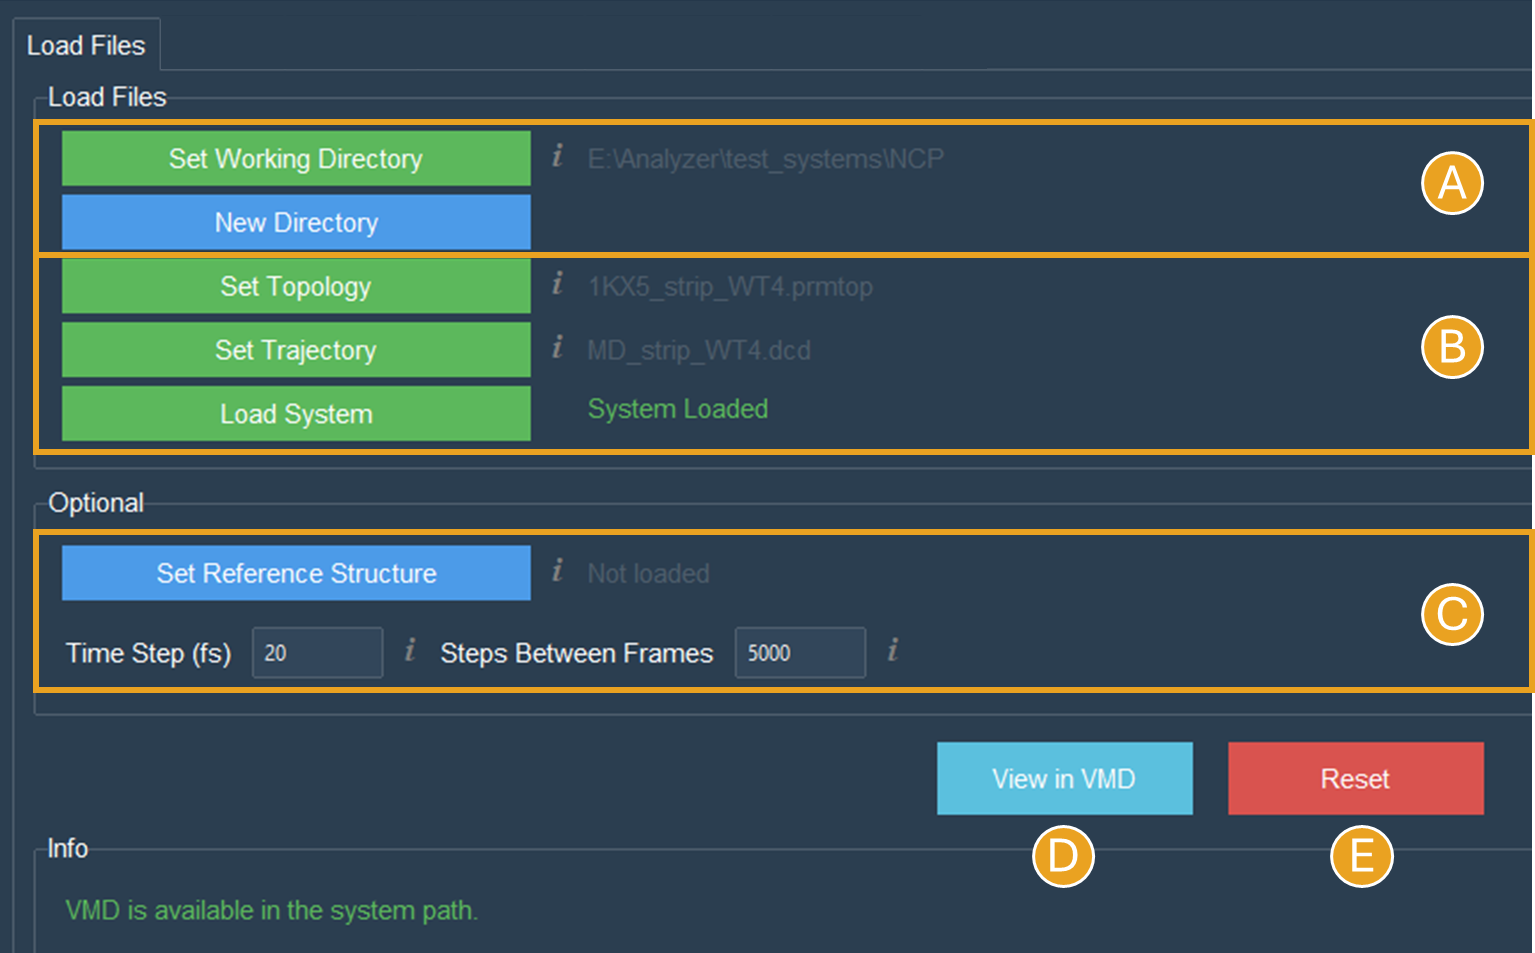 Load Files
Load Files
Set Working Directory i E:\Analyzer\test_systems\NCP
A
New Directory
Set Topology i 1KX5_strip_WT4.prmtop
Set Trajectory i MD_strip_WT4.dcd
B
Load System System Loaded
Optional
Set Reference Structure i Not loaded
C
Time Step (fs) 20 i Steps Between Frames 5000 i
View in VMD Reset
D E
Info
VMD is available in the system path.